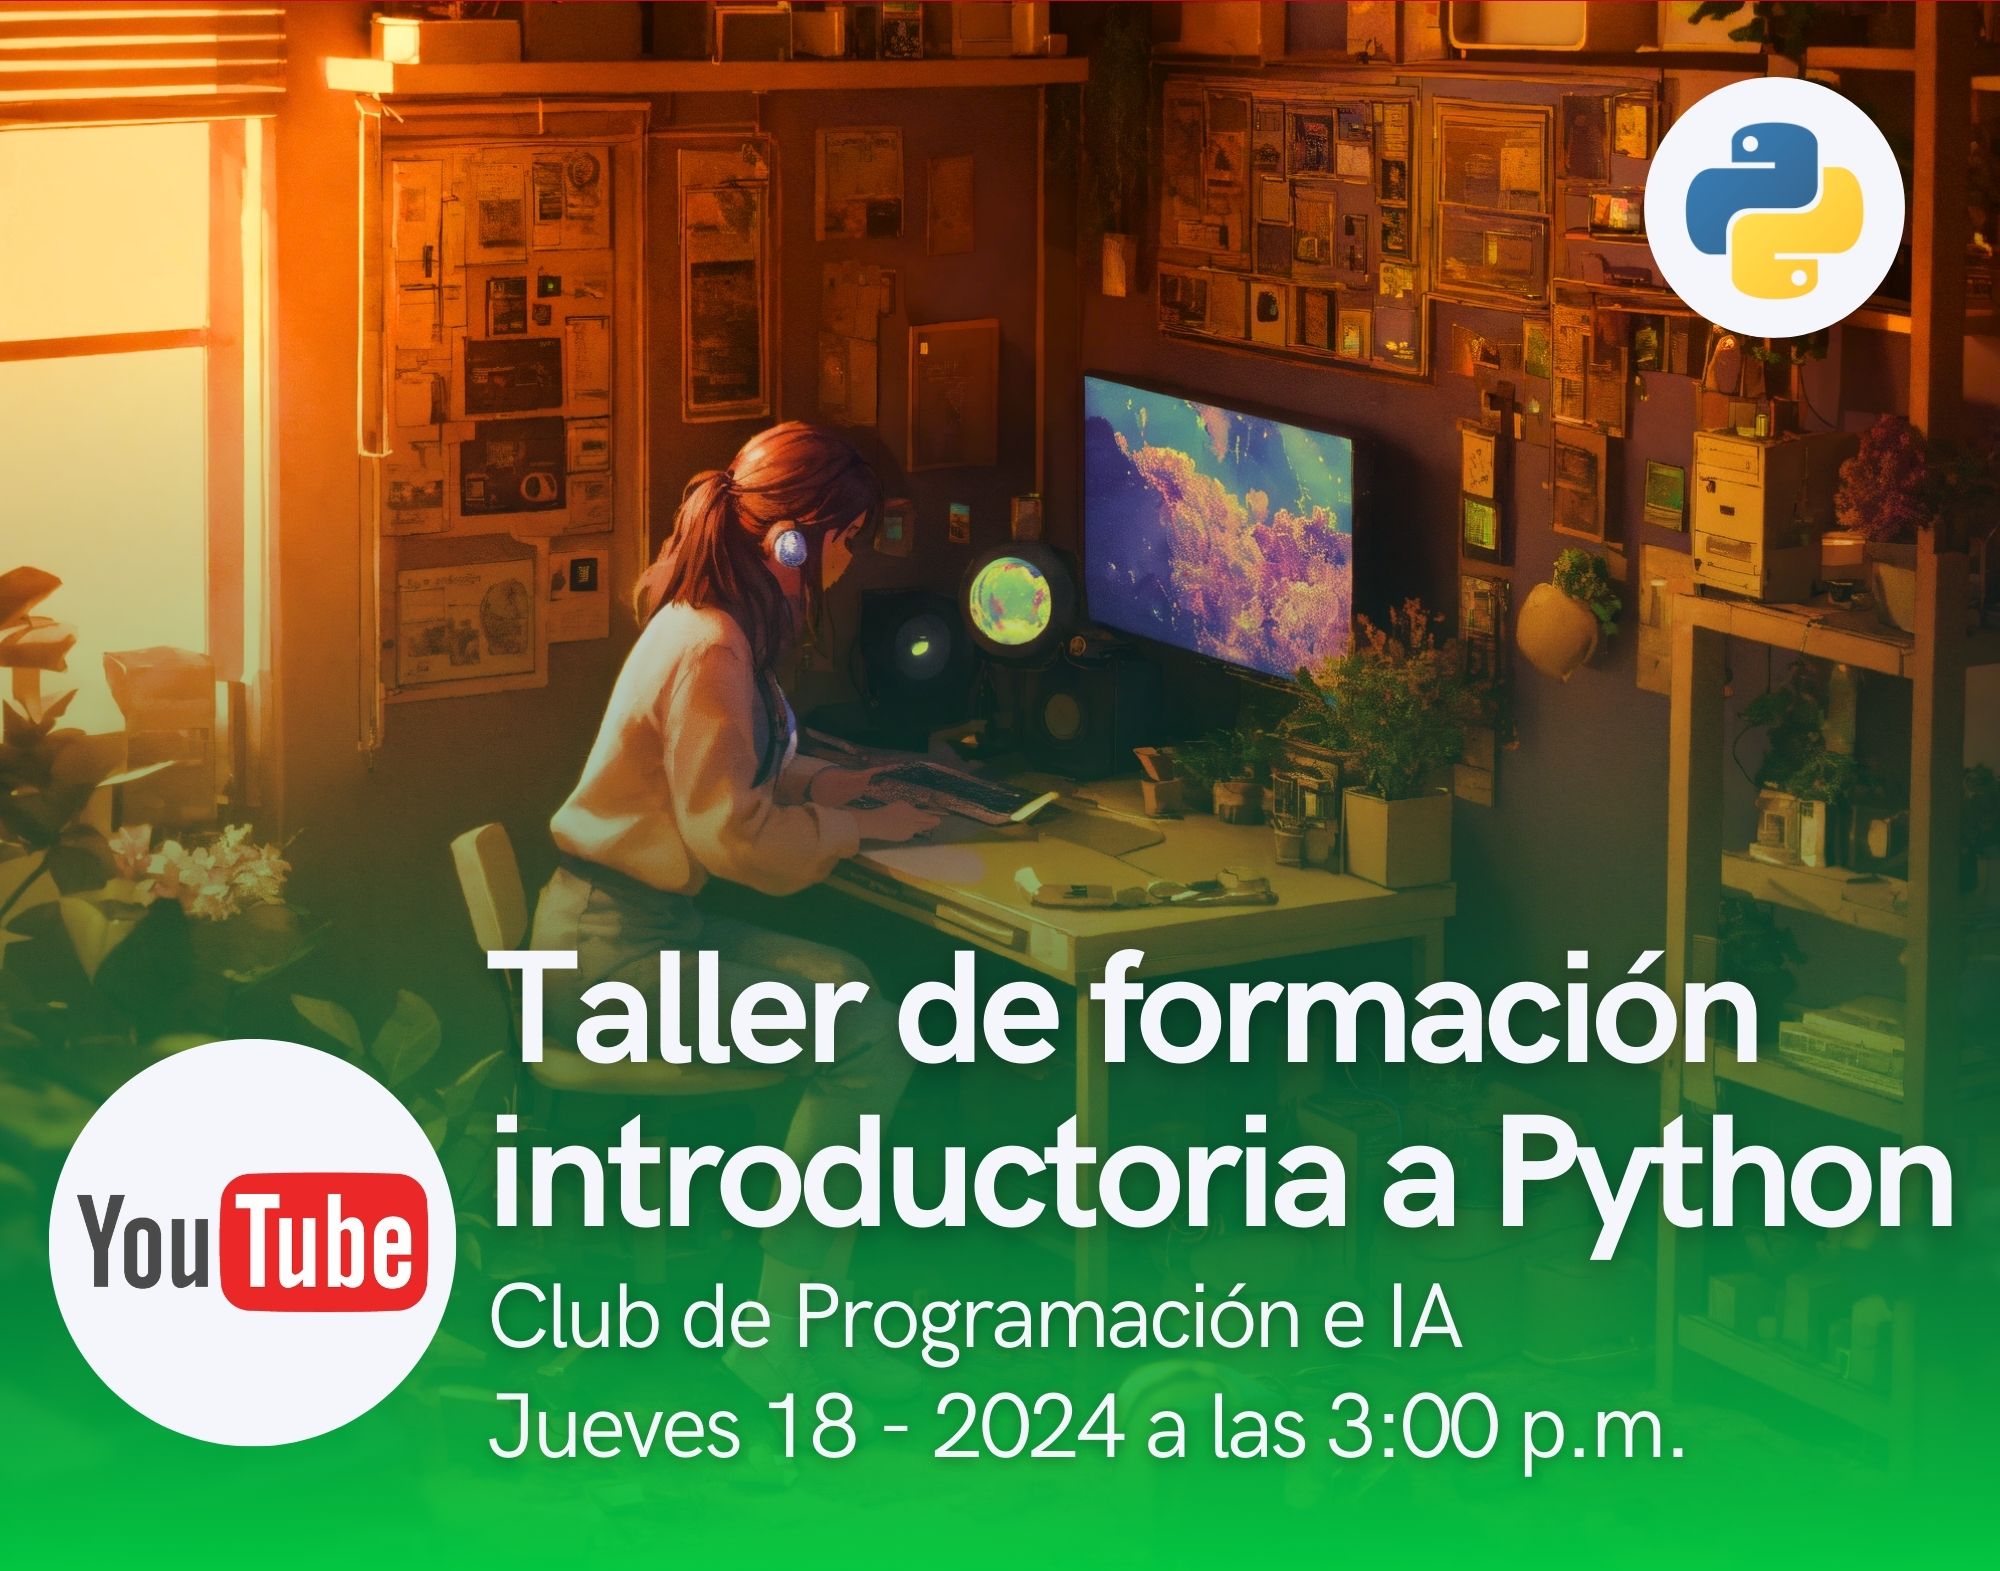 Taller de formación
introductoria a Python
YouTube
Club de Programación e IA
Jueves 18 - 2024 a las 3:00 p.m.